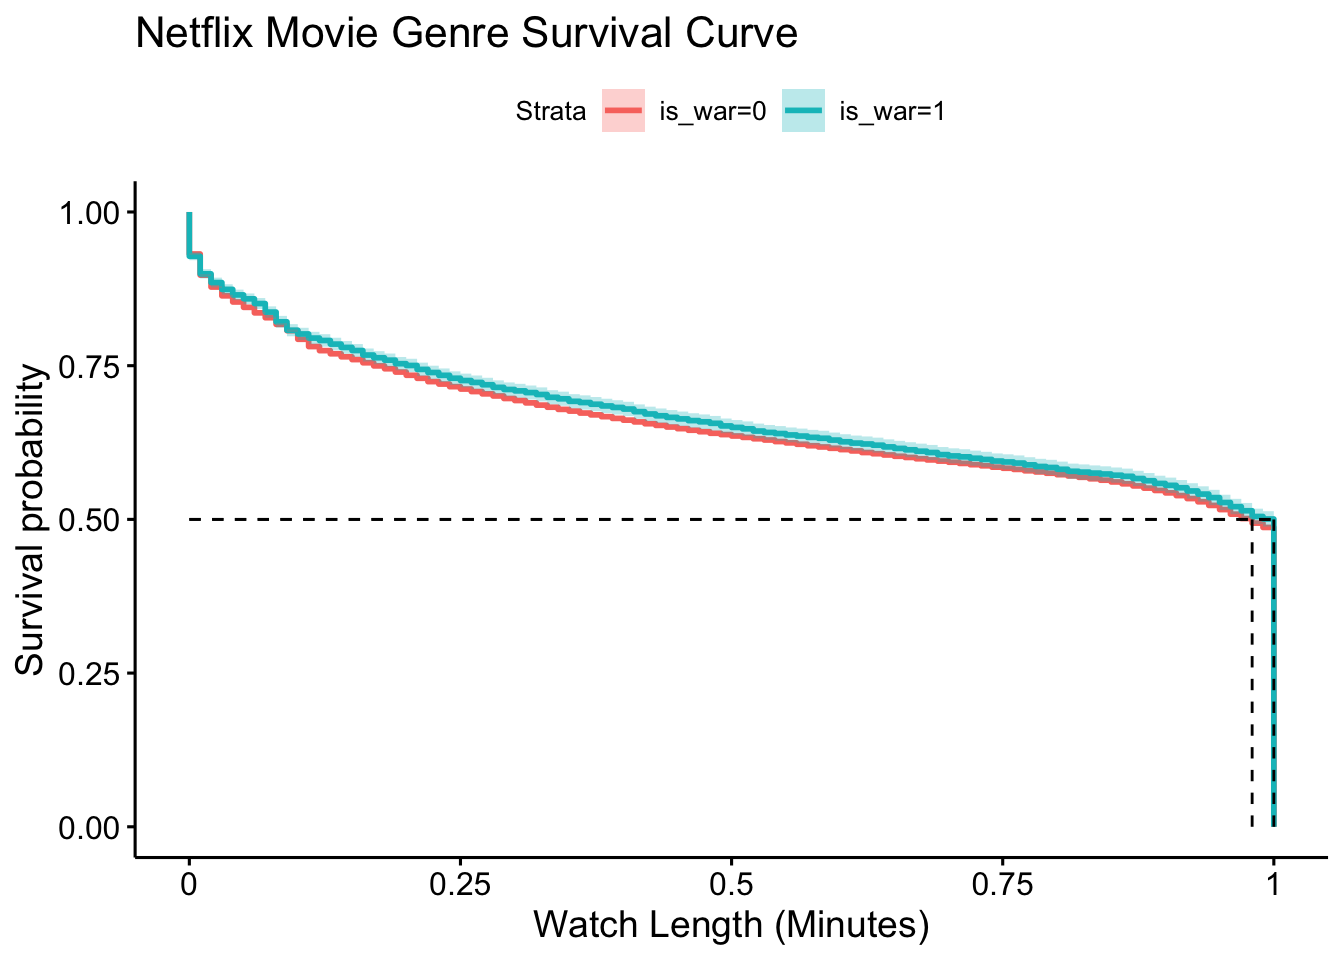 Netflix Movie Genre Survival Curve
Strata is_war=0 is_war=1
Survival probability
1.00
0.75
0.50
0.25
0.00
0 0.25 0.5 0.75 1
Watch Length (Minutes)